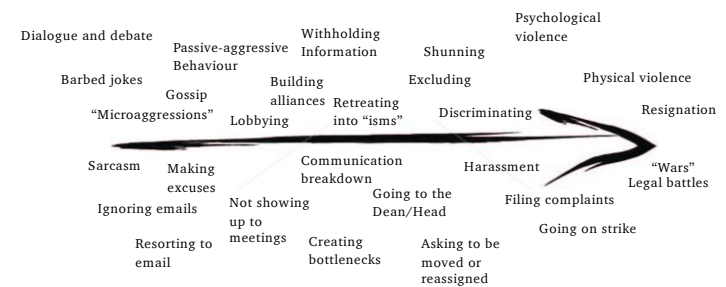 Psychological
violence
Dialogue and debate
Withholding
Information
Passive-aggressive
Behaviour
Shunning
Barbed jokes
Building
alliances
Excluding
Physical violence
Gossip
Retreating
into “isms”
“Microaggressions”
Lobbying
Discriminating
Resignation
Sarcasm
Making
excuses
Communication
breakdown
Harassment
“Wars”
Legal battles
Ignoring emails
Not showing
up to
meetings
Going to the
Dean/Head
Filing complaints
Going on strike
Resorting to
email
Creating
bottlenecks
Asking to be
moved or
reassigned